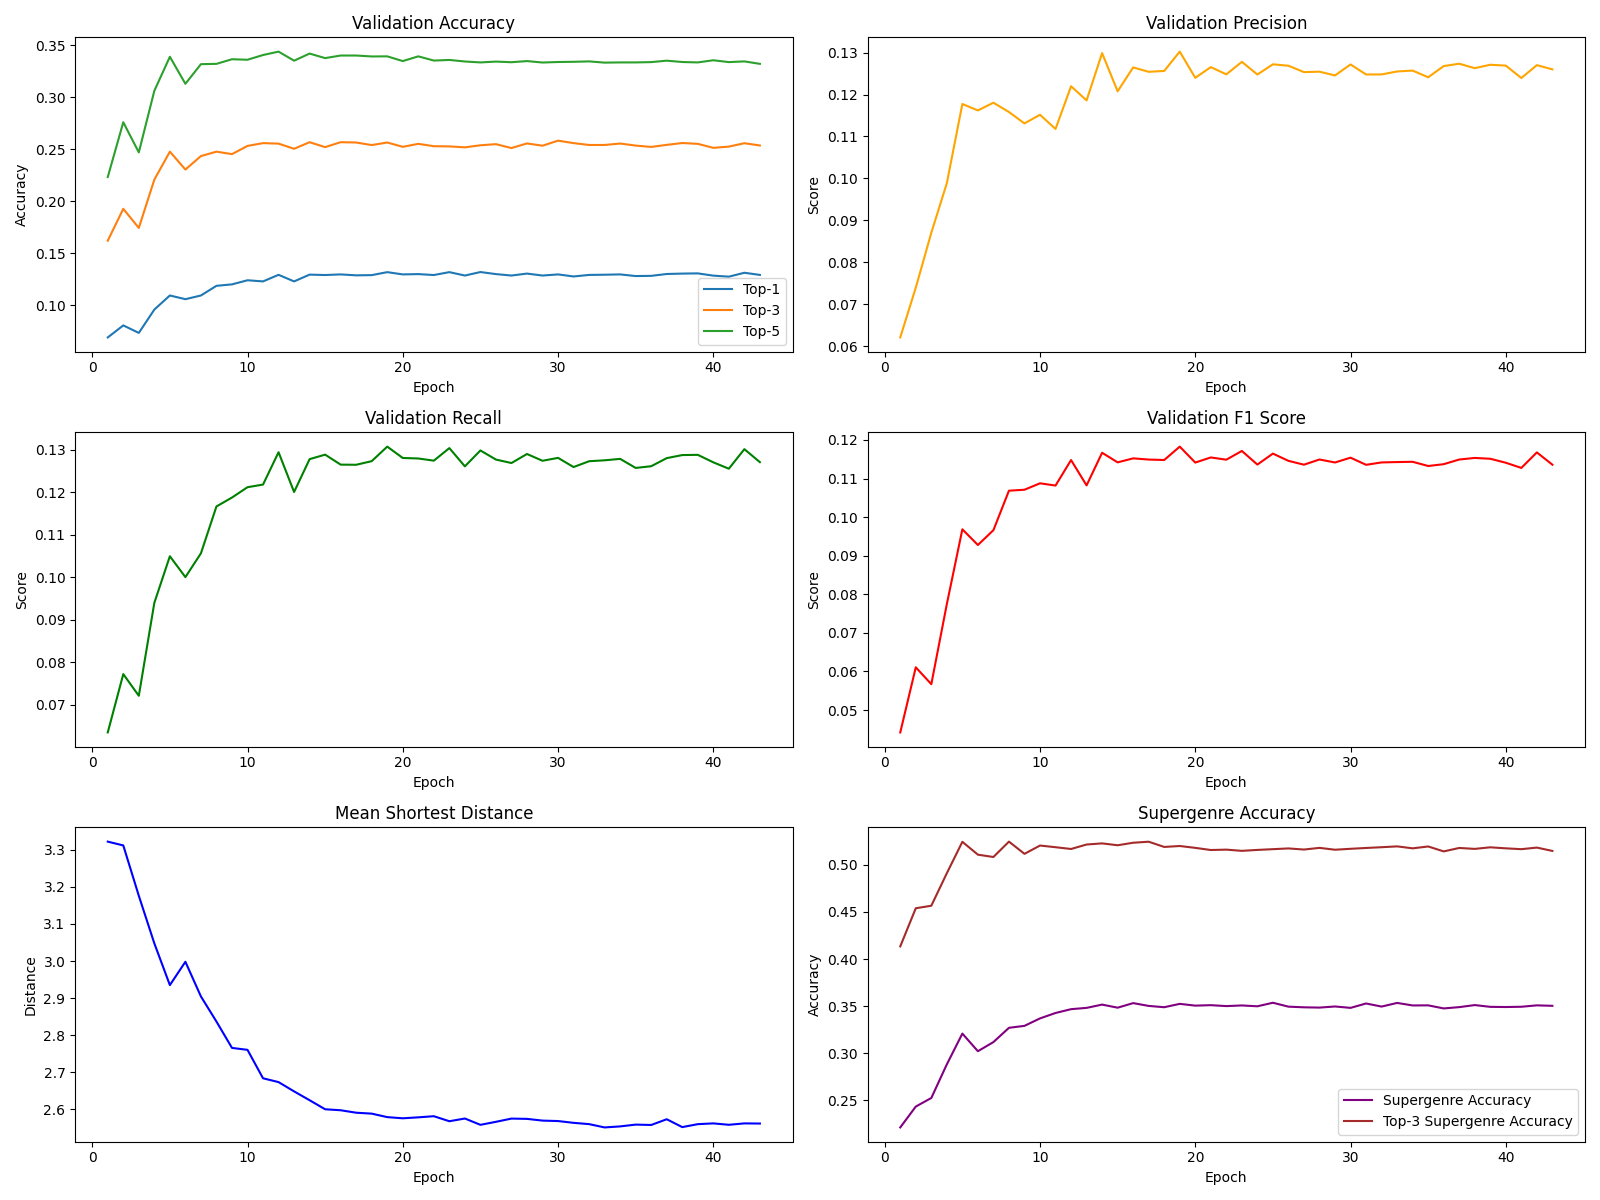 Validation Accuracy
Accuracy
0.35
0.30
0.25
0.20
0.15
0.10
0 10 20 30 40
Epoch
Top-1
Top-3
Top-5
Validation Precision
Score
0.13
0.12
0.11
0.10
0.09
0.08
0.07
0.06
0 10 20 30 40
Epoch
Validation Recall
Score
0.13
0.12
0.11
0.10
0.09
0.08
0.07
0 10 20 30 40
Epoch
Validation F1 Score
Score
0.12
0.11
0.10
0.09
0.08
0.07
0.06
0.05
0 10 20 30 40
Epoch
Mean Shortest Distance
Distance
3.3
3.2
3.1
3.0
2.9
2.8
2.7
2.6
0 10 20 30 40
Epoch
Supergenre Accuracy
Accuracy
0.50
0.45
0.40
0.35
0.30
0.25
0 10 20 30 40
Epoch
Supergenre Accuracy
Top-3 Supergenre Accuracy